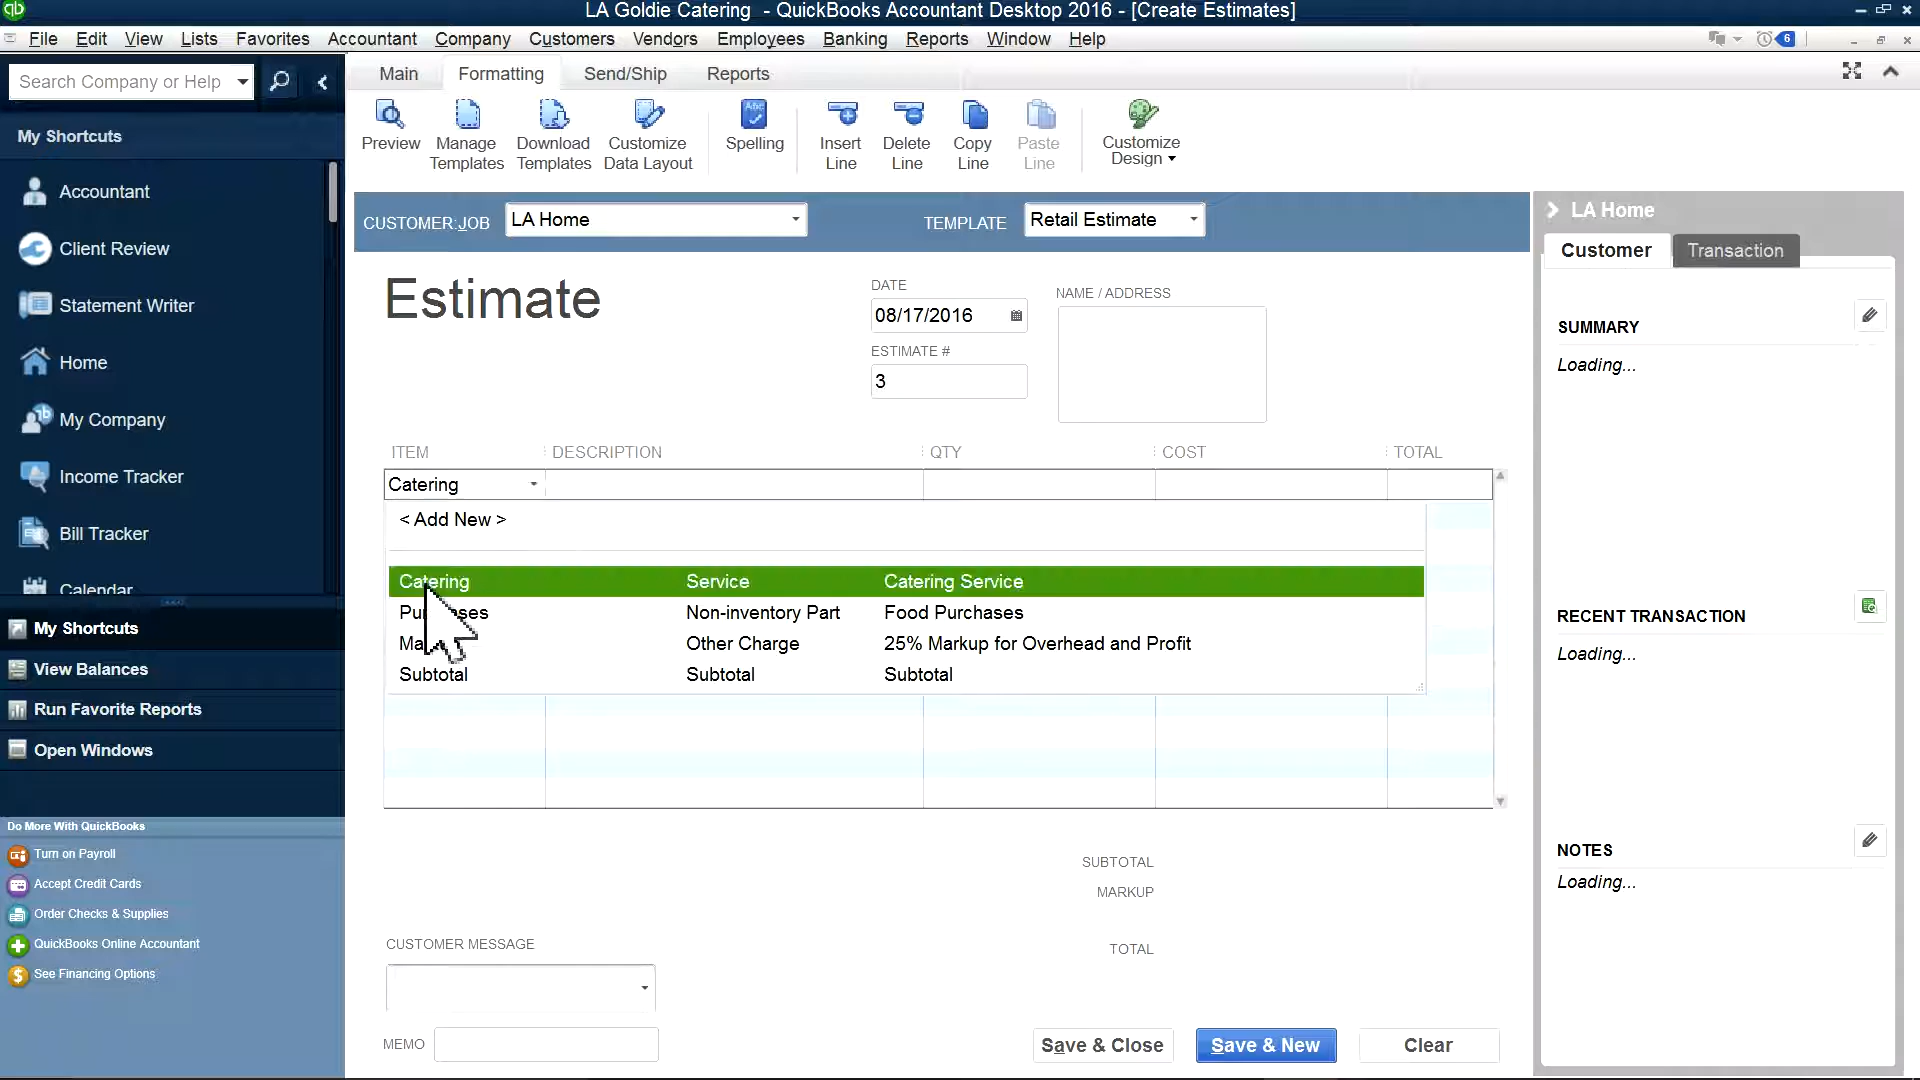 LA Goldie Catering - QuickBooks Accountant Desktop 2016 - [Create Estimates]
File Edit View Lists Favorites Accountant Company Customers Vendors Employees Banking Reports Window Help
6
Search Company or Help
Main Formatting Send/Ship Reports
Preview
Manage Templates
Download Templates
Customize Data Layout
Abc
Spelling
Insert Line
Delete Line
Copy Line
Paste Line
Customize Design
My Shortcuts
Accountant
Client Review
Statement Writer
Home
My Company
Income Tracker
Bill Tracker
Calendar
My Shortcuts
View Balances
Run Favorite Reports
Open Windows
Do More With QuickBooks
Turn on Payroll
Accept Credit Cards
Order Checks & Supplies
QuickBooks Online Accountant
See Financing Options
CUSTOMER:JOB LA Home TEMPLATE Retail Estimate
Estimate
DATE
08/17/2016
ESTIMATE #
3
NAME / ADDRESS
ITEM DESCRIPTION QTY COST TOTAL
Catering
< Add New >
Catering Service Catering Service
Non-inventory Part Food Purchases
Other Charge 25% Markup for Overhead and Profit
Subtotal Subtotal Subtotal
SUBTOTAL
MARKUP
TOTAL
CUSTOMER MESSAGE
MEMO
Save & Close Save & New Clear
LA Home
Customer Transaction
SUMMARY
Loading...
RECENT TRANSACTION
Loading...
NOTES
Loading...